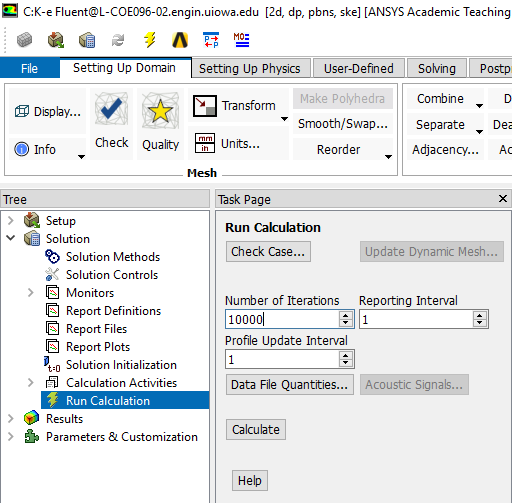 C:K-e Fluent@L-COE096-02.engin.uiowa.edu [2d, dp, pbns, ske] [ANSYS Academic Teaching
File Setting Up Domain Setting Up Physics User-Defined Solving Postp
Display... Check Quality Transform Make Polyhedra Combine D
Smooth/Swap... Separate Dea
Info Units... Reorder Adjacency... Ac
Mesh
Tree Task Page
Setup
Solution
Solution Methods
Solution Controls
Monitors
Report Definitions
Report Files
Report Plots
Solution Initialization
Calculation Activities
Run Calculation
Results
Parameters & Customization
Run Calculation
Check Case... Update Dynamic Mesh...
Number of Iterations Reporting Interval
10000 1
Profile Update Interval
1
Data File Quantities... Acoustic Signals...
Calculate
Help